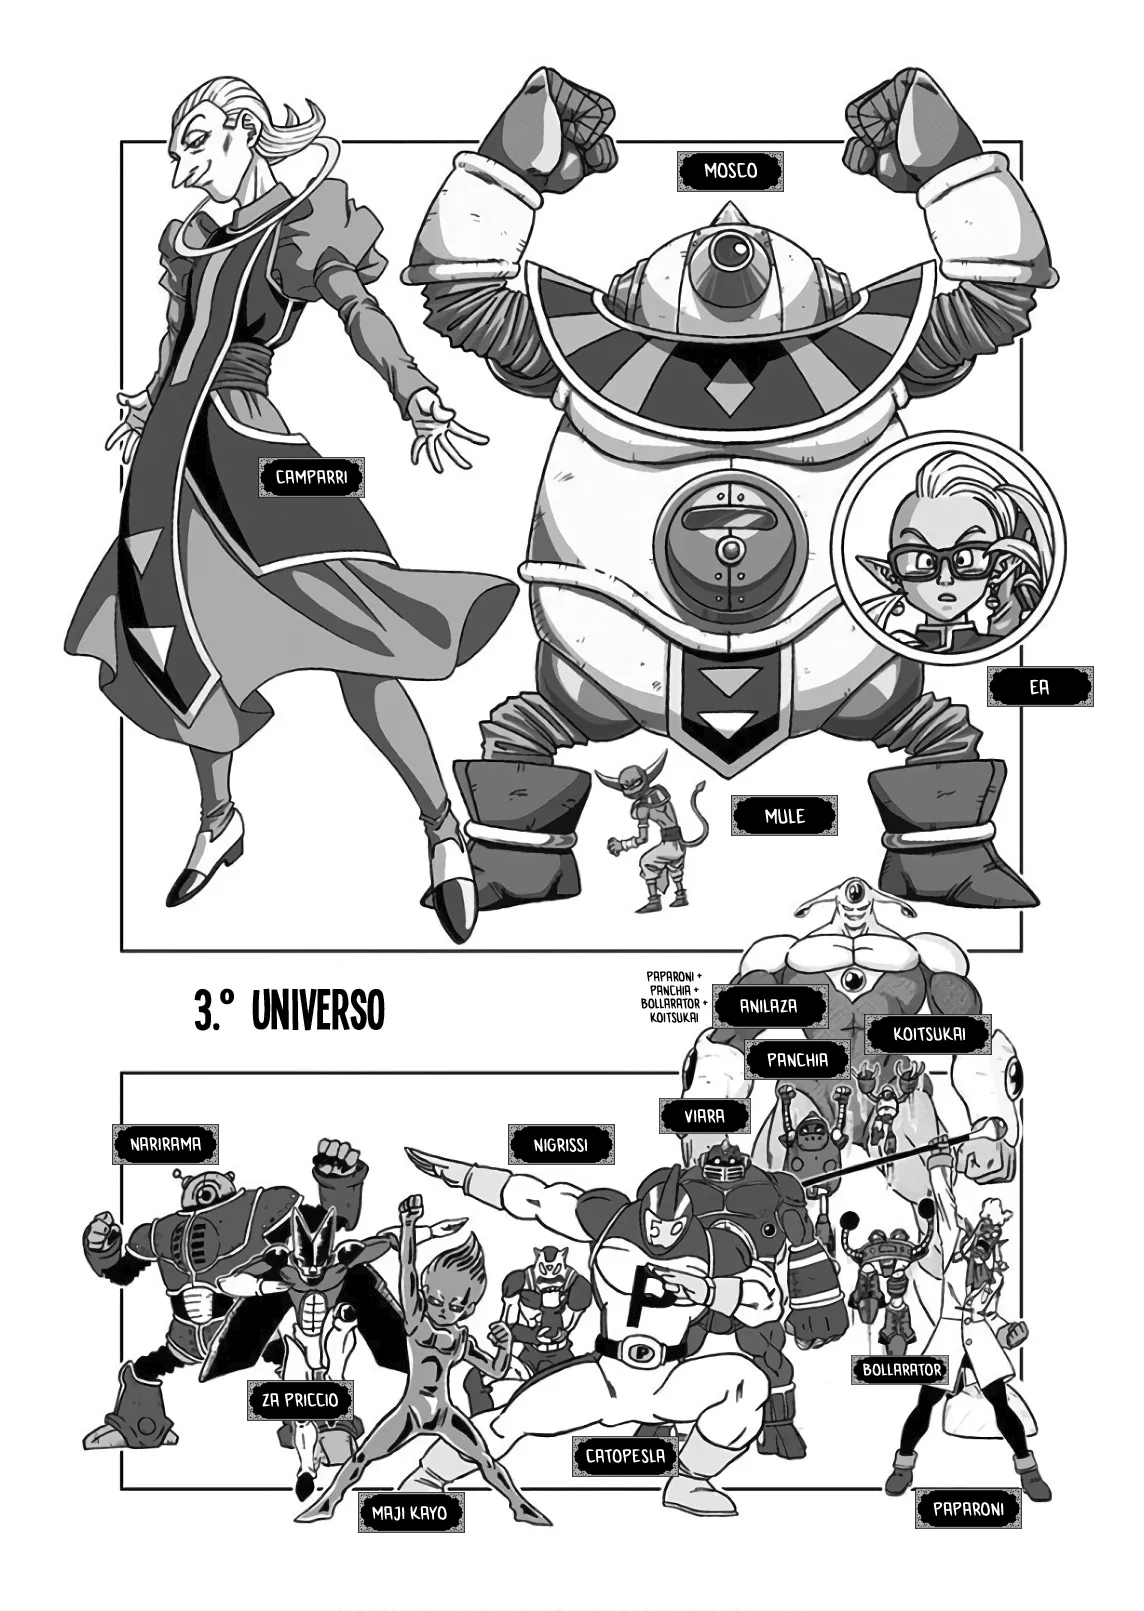 MOSCO
CAMPARRI
EA
MULE
PAPARONI +
PANCHIA +
BOLLARATOR +
KOITSUKAI
ANILAZA
KOITSUKAI
3.º UNIVERSO
PANCHIA
VIARA
NARIRAMA
NIGRISSI
5
P
P
BOLLARATOR
ZA PRICCIO
CATOPESLA
MAJI KAYO
PAPARONI